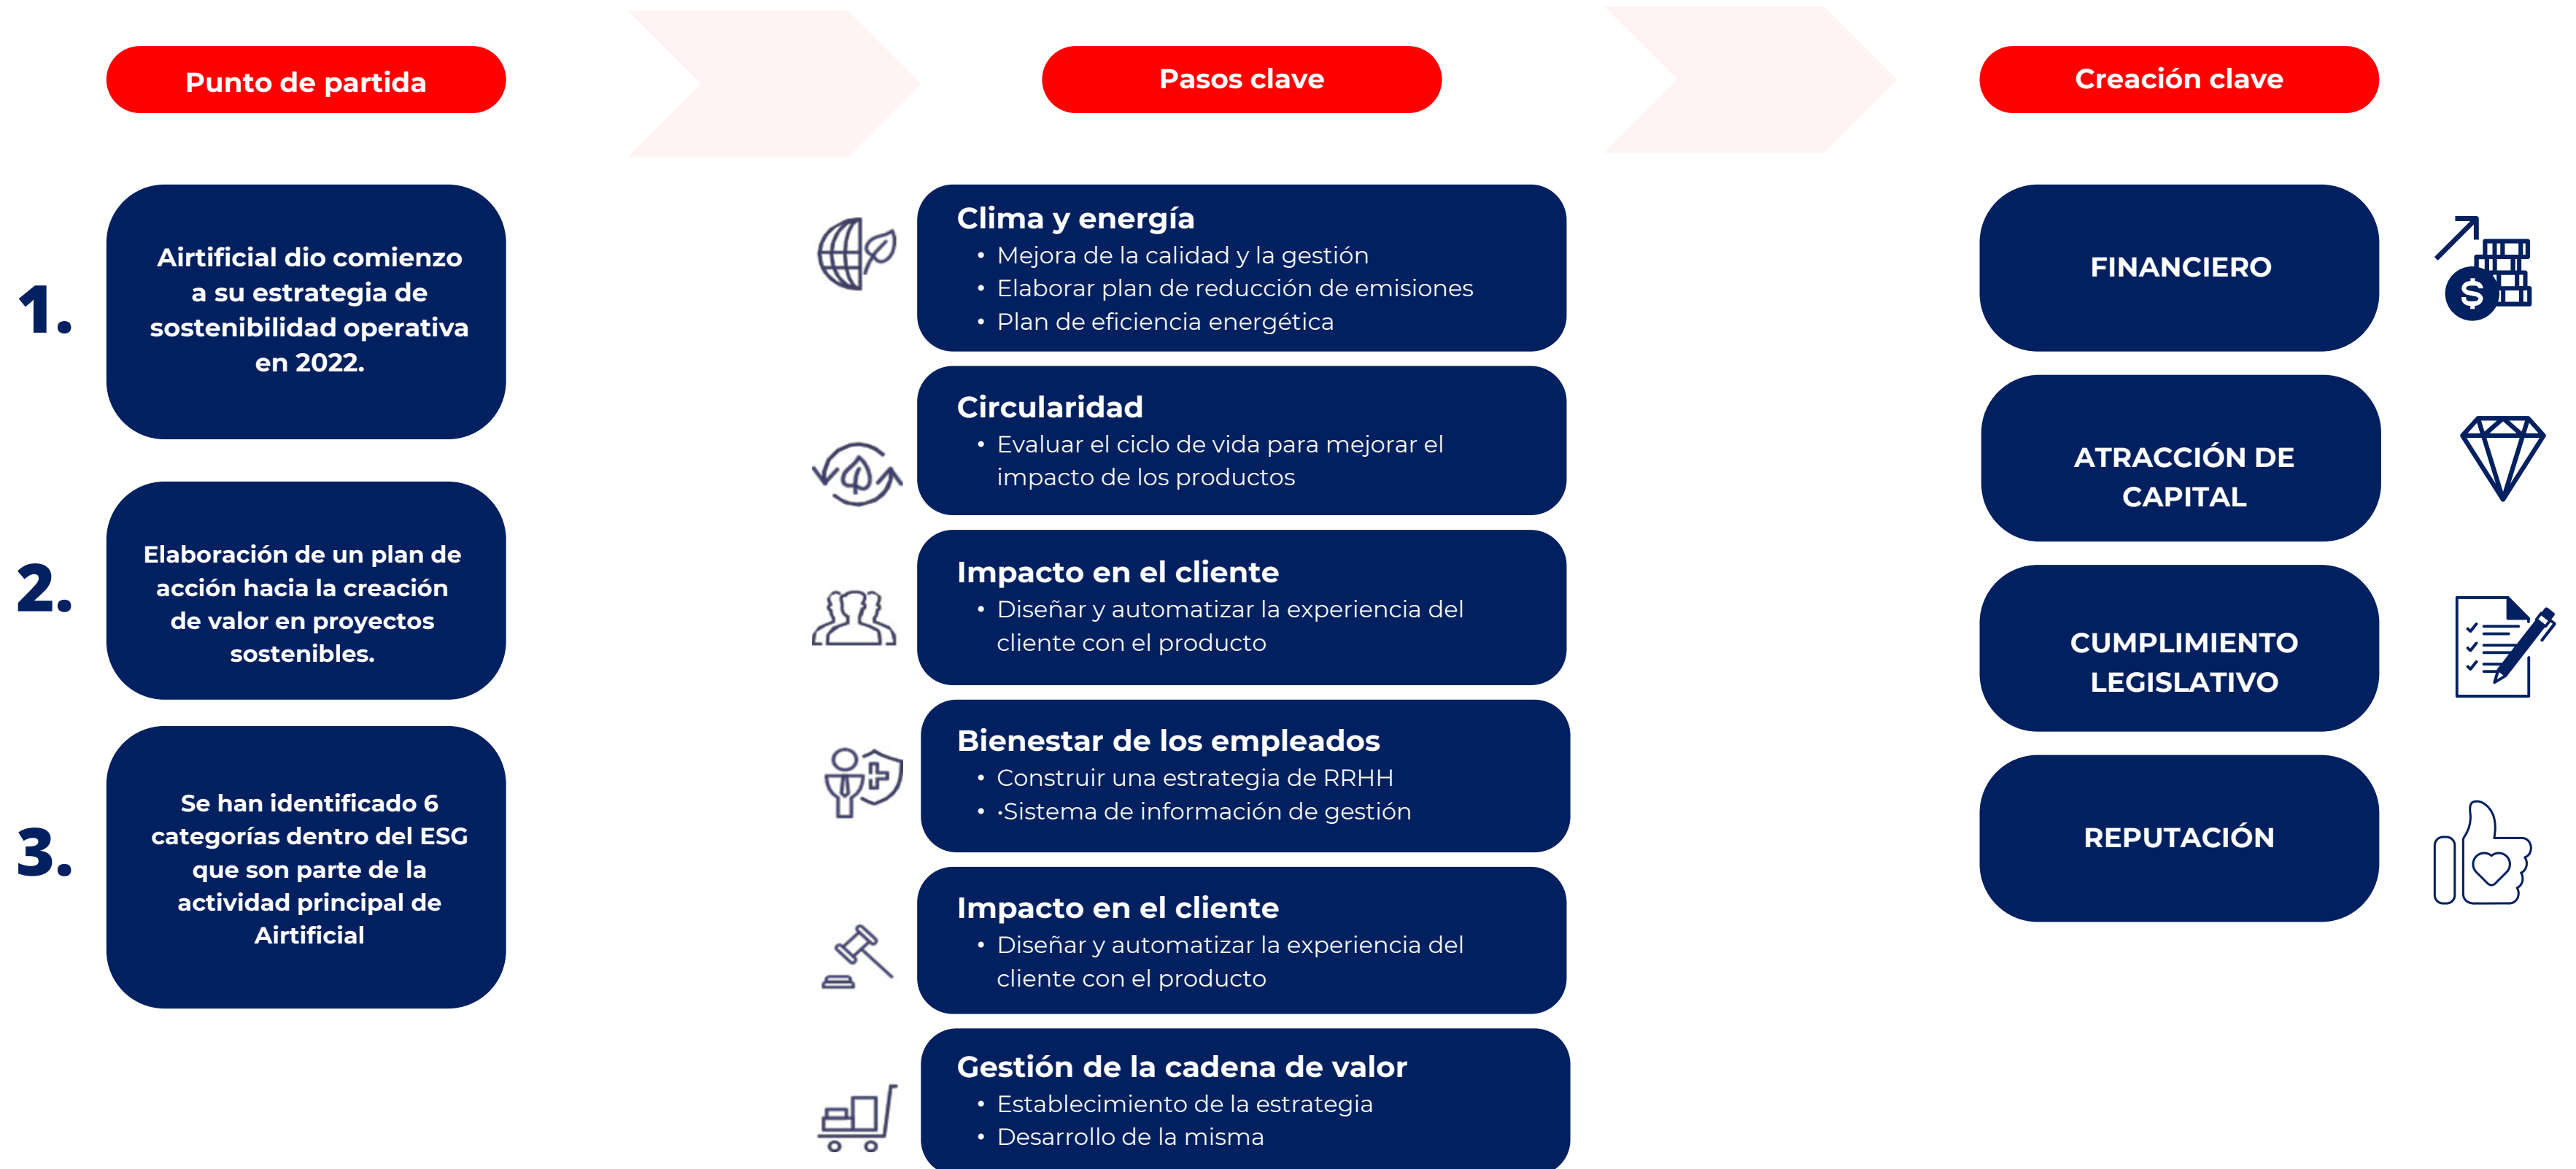 Punto de partida
Pasos clave
Creación clave
1.
Airtificial dio comienzo
a su estrategia de
sostenibilidad operativa
en 2022.
2.
Elaboración de un plan de
acción hacia la creación
de valor en proyectos
sostenibles.
3.
Se han identificado 6
categorías dentro del ESG
que son parte de la
actividad principal de
Airtificial
Clima y energía
• Mejora de la calidad y la gestión
• Elaborar plan de reducción de emisiones
• Plan de eficiencia energética
Circularidad
• Evaluar el ciclo de vida para mejorar el
impacto de los productos
Impacto en el cliente
• Diseñar y automatizar la experiencia del
cliente con el producto
Bienestar de los empleados
• Construir una estrategia de RRHH
• ·Sistema de información de gestión
Impacto en el cliente
• Diseñar y automatizar la experiencia del
cliente con el producto
Gestión de la cadena de valor
• Establecimiento de la estrategia
• Desarrollo de la misma
FINANCIERO
$
ATRACCIÓN DE
CAPITAL
CUMPLIMIENTO
LEGISLATIVO
REPUTACIÓN